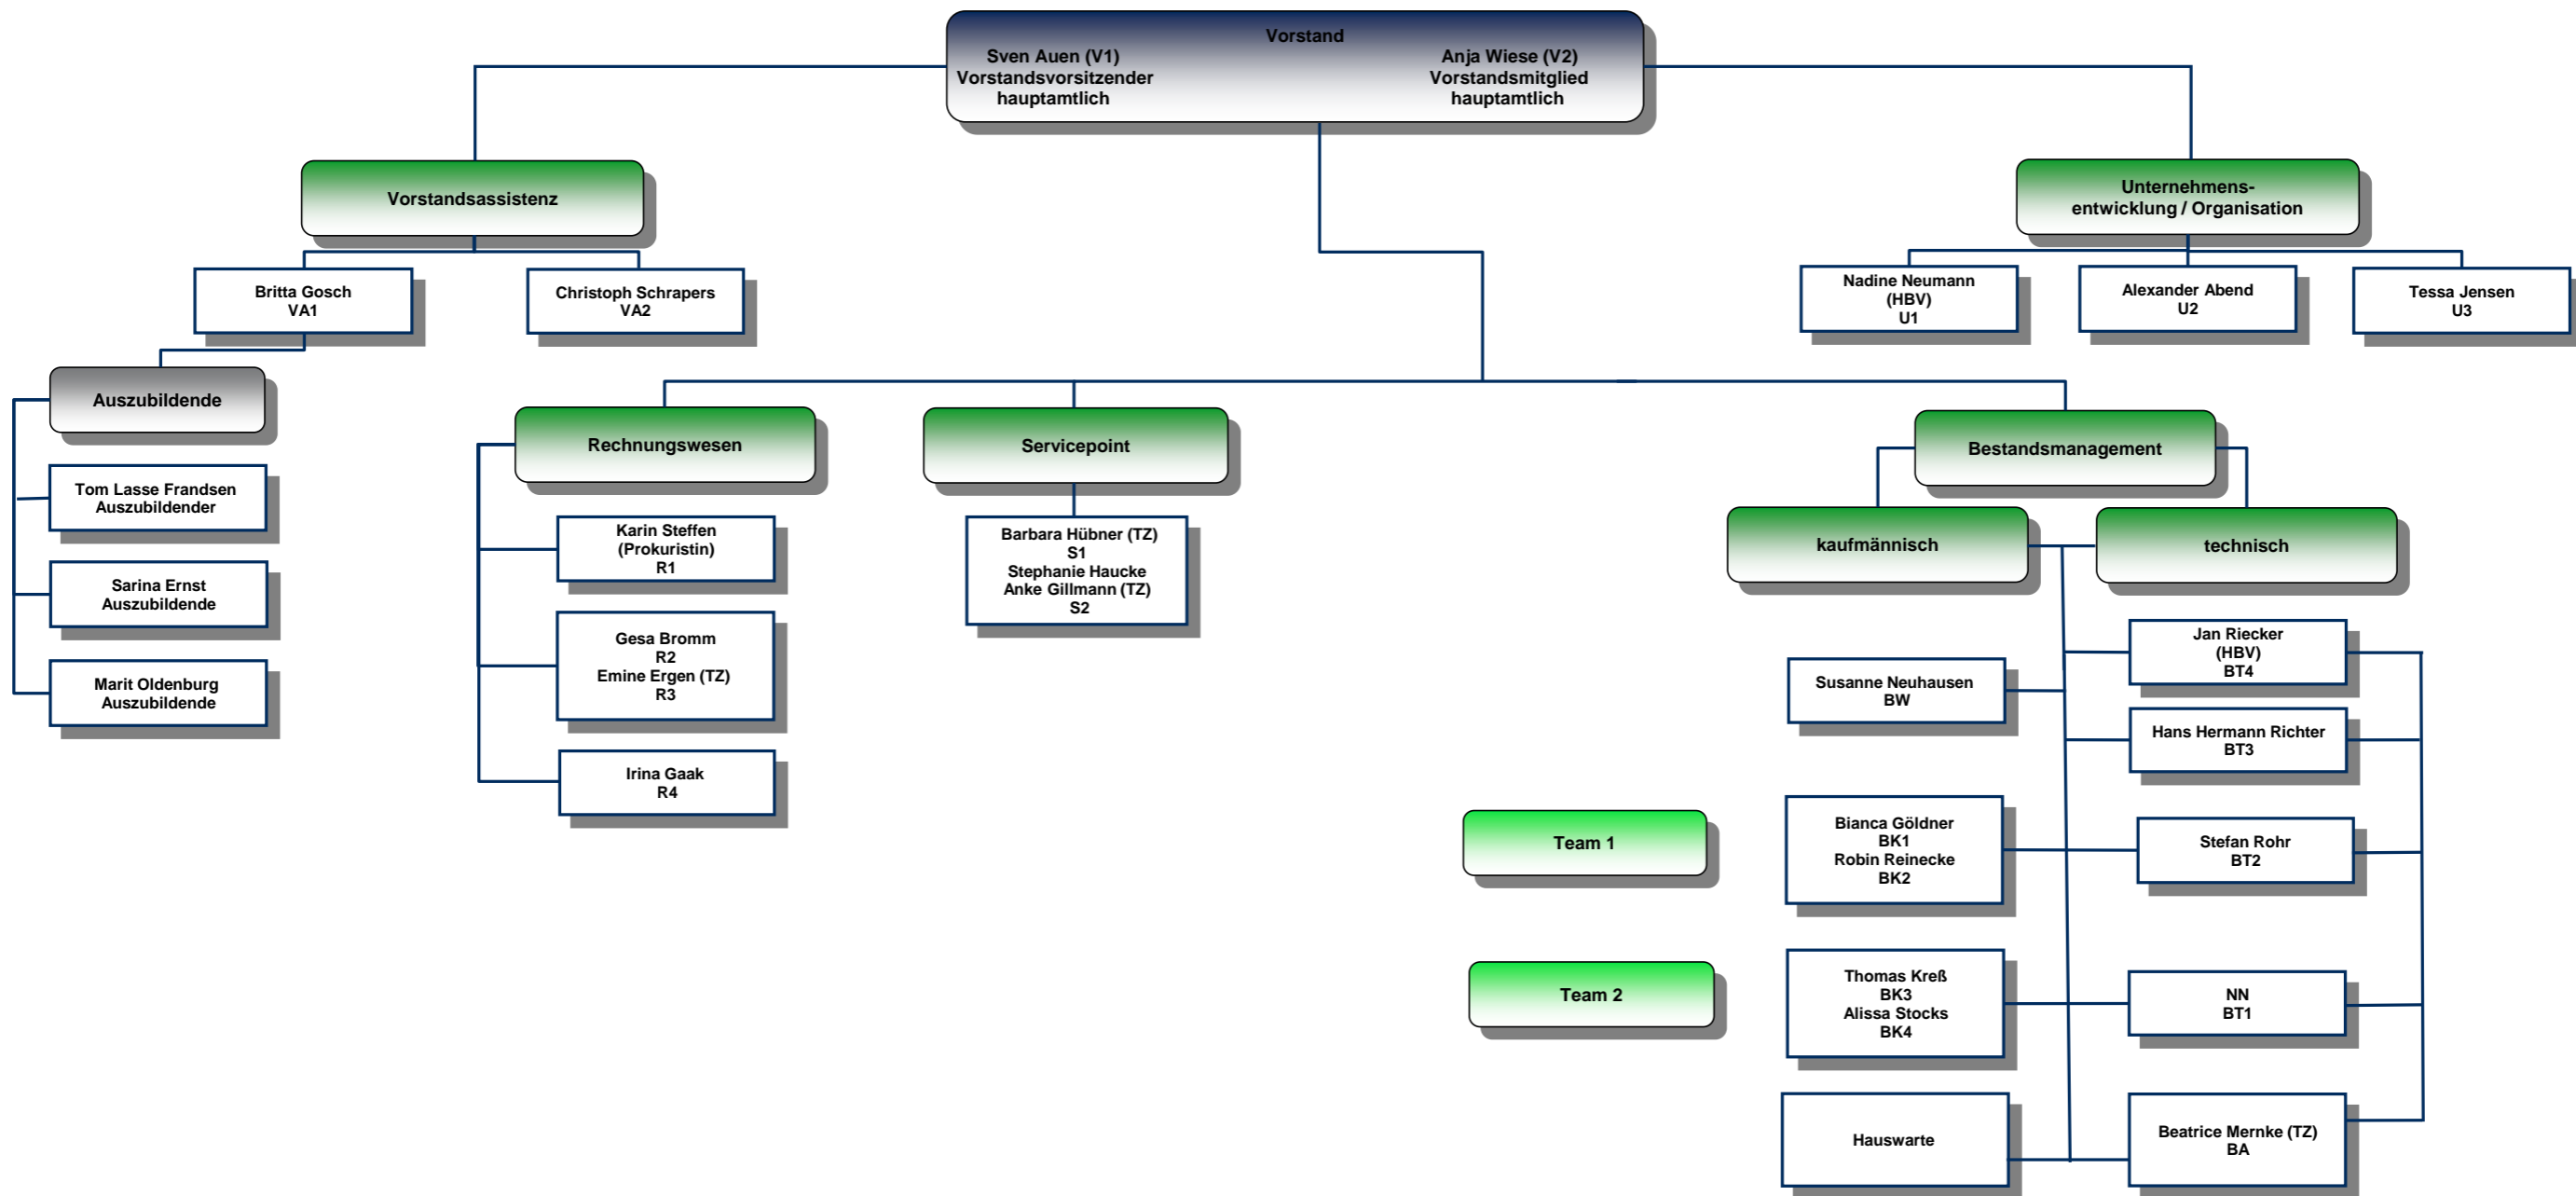 Vorstand
Sven Auen (V1)
Vorstandsvorsitzender
hauptamtlich
Anja Wiese (V2)
Vorstandsmitglied
hauptamtlich
Vorstandsassistenz
Unternehmens-
entwicklung / Organisation
Britta Gosch
VA1
Christoph Schrapers
VA2
Nadine Neumann
(HBV)
U1
Alexander Abend
U2
Tessa Jensen
U3
Auszubildende
Tom Lasse Frandsen
Auszubildender
Sarina Ernst
Auszubildende
Marit Oldenburg
Auszubildende
Rechnungswesen
Karin Steffen
(Prokuristin)
R1
Gesa Bromm
R2
Emine Ergen (TZ)
R3
Irina Gaak
R4
Servicepoint
Barbara Hübner (TZ)
S1
Stephanie Haucke
Anke Gillmann (TZ)
S2
Bestandsmanagement
kaufmännisch
technisch
Jan Riecker
(HBV)
BT4
Susanne Neuhausen
BW
Hans Hermann Richter
BT3
Team 1
Bianca Göldner
BK1
Robin Reinecke
BK2
Stefan Rohr
BT2
Team 2
Thomas Kreß
BK3
Alissa Stocks
BK4
NN
BT1
Hauswarte
Beatrice Mernke (TZ)
BA